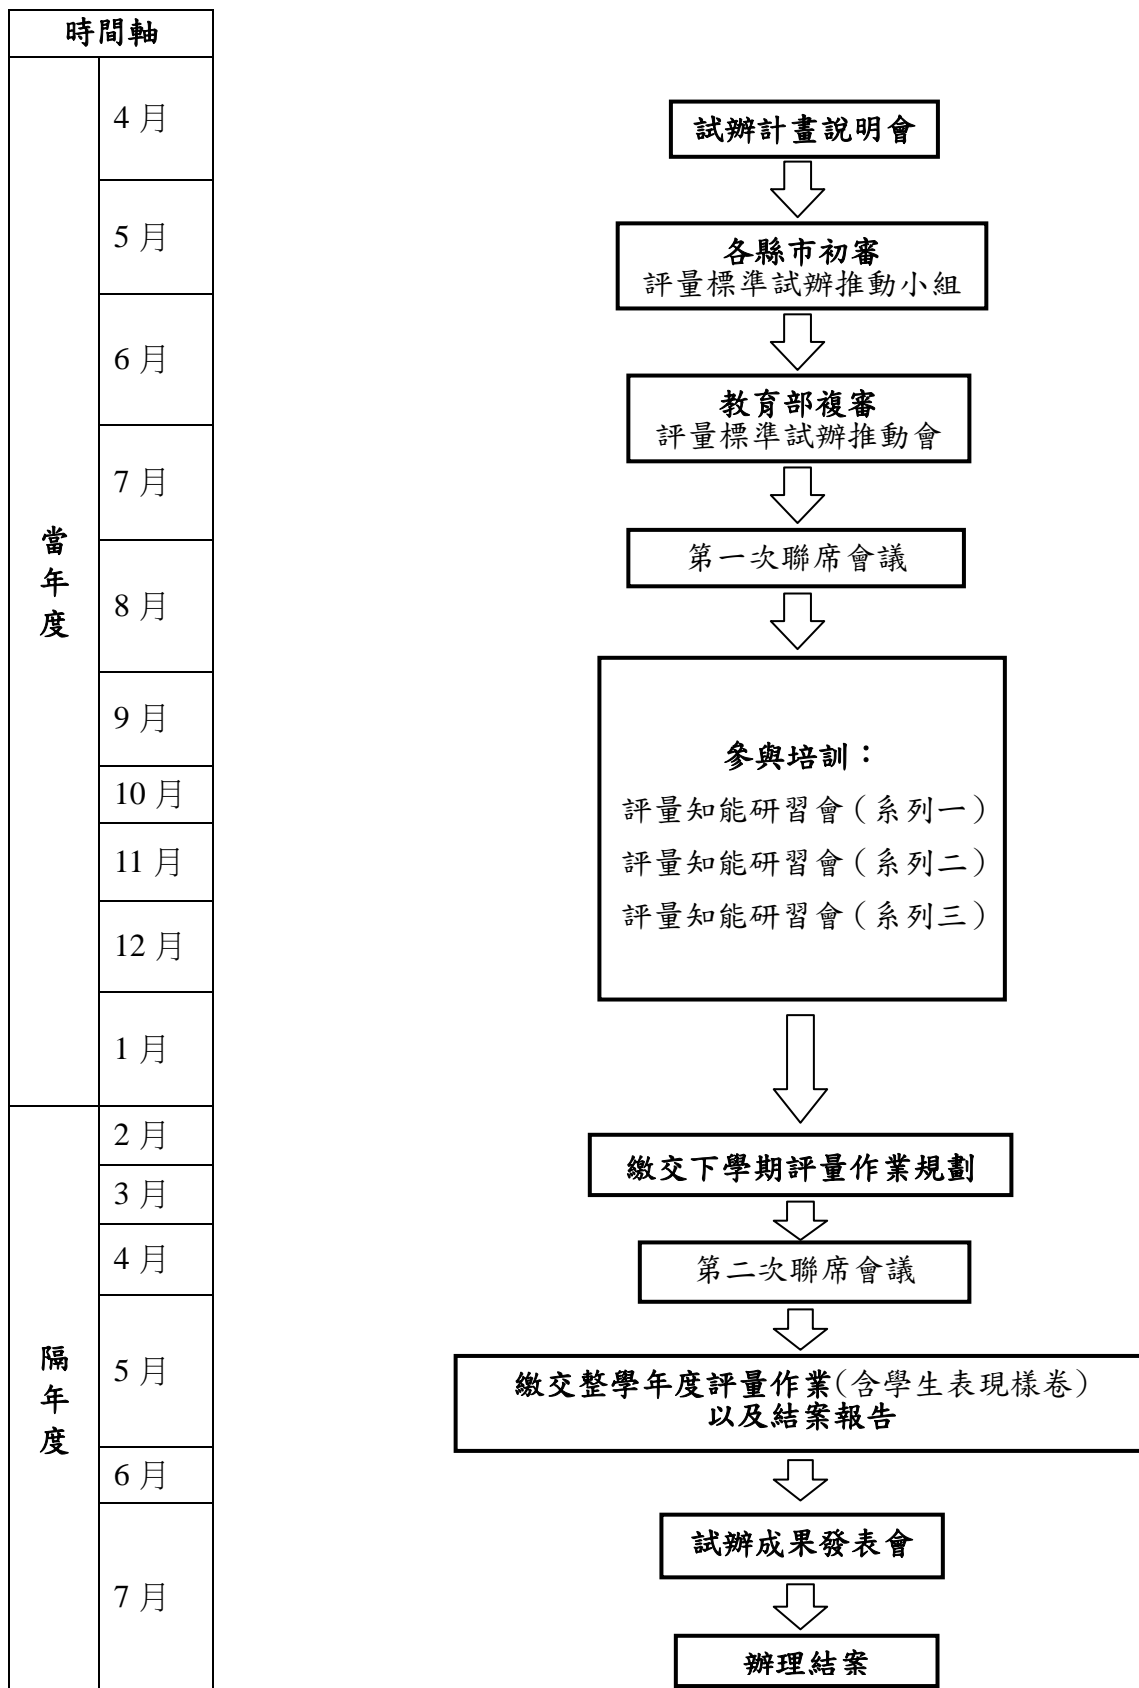 時間軸
當年度
4 月
5 月
6 月
7 月
8 月
9 月
10 月
11 月
12 月
1 月
隔年度
2 月
3 月
4 月
5 月
6 月
7 月
試辦計畫說明會
各縣市初審
評量標準試辦推動小組
教育部複審
評量標準試辦推動會
第一次聯席會議
參與培訓：
評量知能研習會（系列一）
評量知能研習會（系列二）
評量知能研習會（系列三）
繳交下學期評量作業規劃
第二次聯席會議
繳交整學年度評量作業(含學生表現樣卷)
以及結案報告
試辦成果發表會
辦理結案